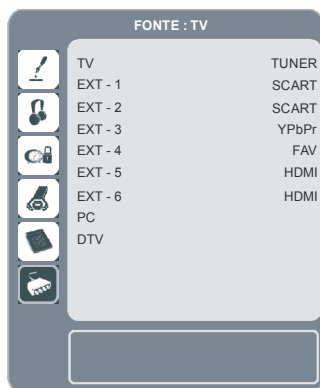 FONTE : TV
TV TUNER
EXT - 1 SCART
EXT - 2 SCART
EXT - 3 YPbPr
EXT - 4 FAV
EXT - 5 HDMI
EXT - 6 HDMI
PC
DTV